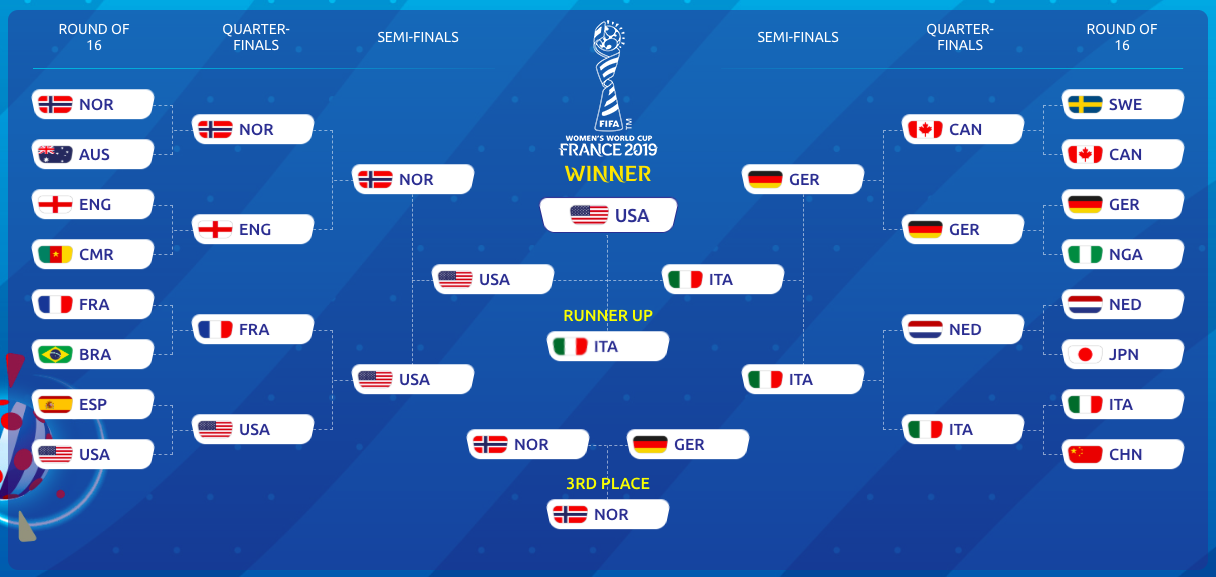 ROUND OF
16
QUARTER-
FINALS
SEMI-FINALS
FIFA
TM
WOMEN'S WORLD CUP
FRANCE 2019
WINNER
USA
SEMI-FINALS
QUARTER-
FINALS
ROUND OF
16
NOR
AUS
ENG
CMR
FRA
BRA
ESP
USA
NOR
ENG
FRA
USA
NOR
USA
USA
ITA
RUNNER UP
ITA
NOR
GER
3RD PLACE
NOR
GER
ITA
CAN
GER
NED
ITA
SWE
CAN
GER
NGA
NED
JPN
ITA
CHN